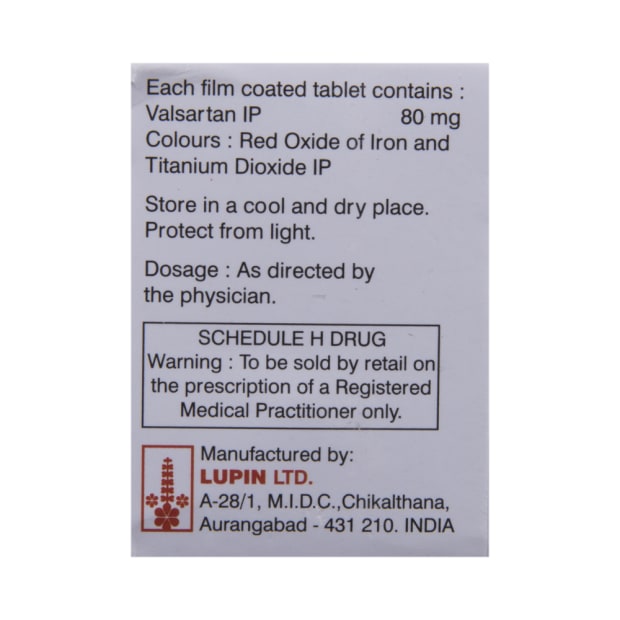 Each film coated tablet contains :
Valsartan IP 80 mg
Colours : Red Oxide of Iron and
Titanium Dioxide IP
Store in a cool and dry place.
Protect from light.
Dosage : As directed by
the physician.
SCHEDULE H DRUG
Warning : To be sold by retail on
the prescription of a Registered
Medical Practitioner only.
Manufactured by:
LUPIN LTD.
A-28/1, M.I.D.C.,Chikalthana,
Aurangabad - 431 210. INDIA